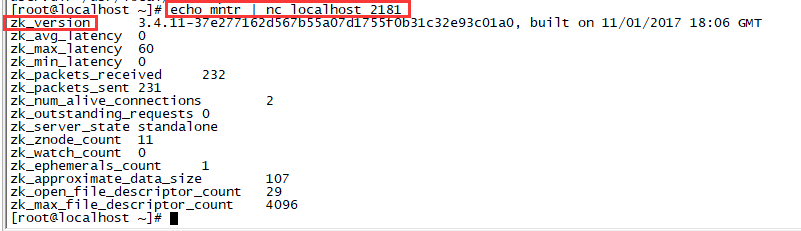 [root@localhost ~]# echo mntr | nc localhost 2181
zk_version 3.4.11-37e277162d567b55a07d1755f0b31c32e93c01a0, built on 11/01/2017 18:06 GMT
zk_avg_latency 0
zk_max_latency 60
zk_min_latency 0
zk_packets_received 232
zk_packets_sent 231
zk_num_alive_connections 2
zk_outstanding_requests 0
zk_server_state standalone
zk_znode_count 11
zk_watch_count 0
zk_ephemerals_count 1
zk_approximate_data_size 107
zk_open_file_descriptor_count 29
zk_max_file_descriptor_count 4096
[root@localhost ~]#